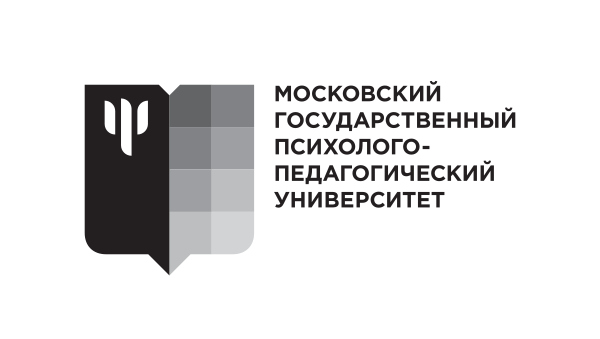 МОСКОВСКИЙ
ГОСУДАРСТВЕННЫЙ
ПСИХОЛОГО-
ПЕДАГОГИЧЕСКИЙ
УНИВЕРСИТЕТ